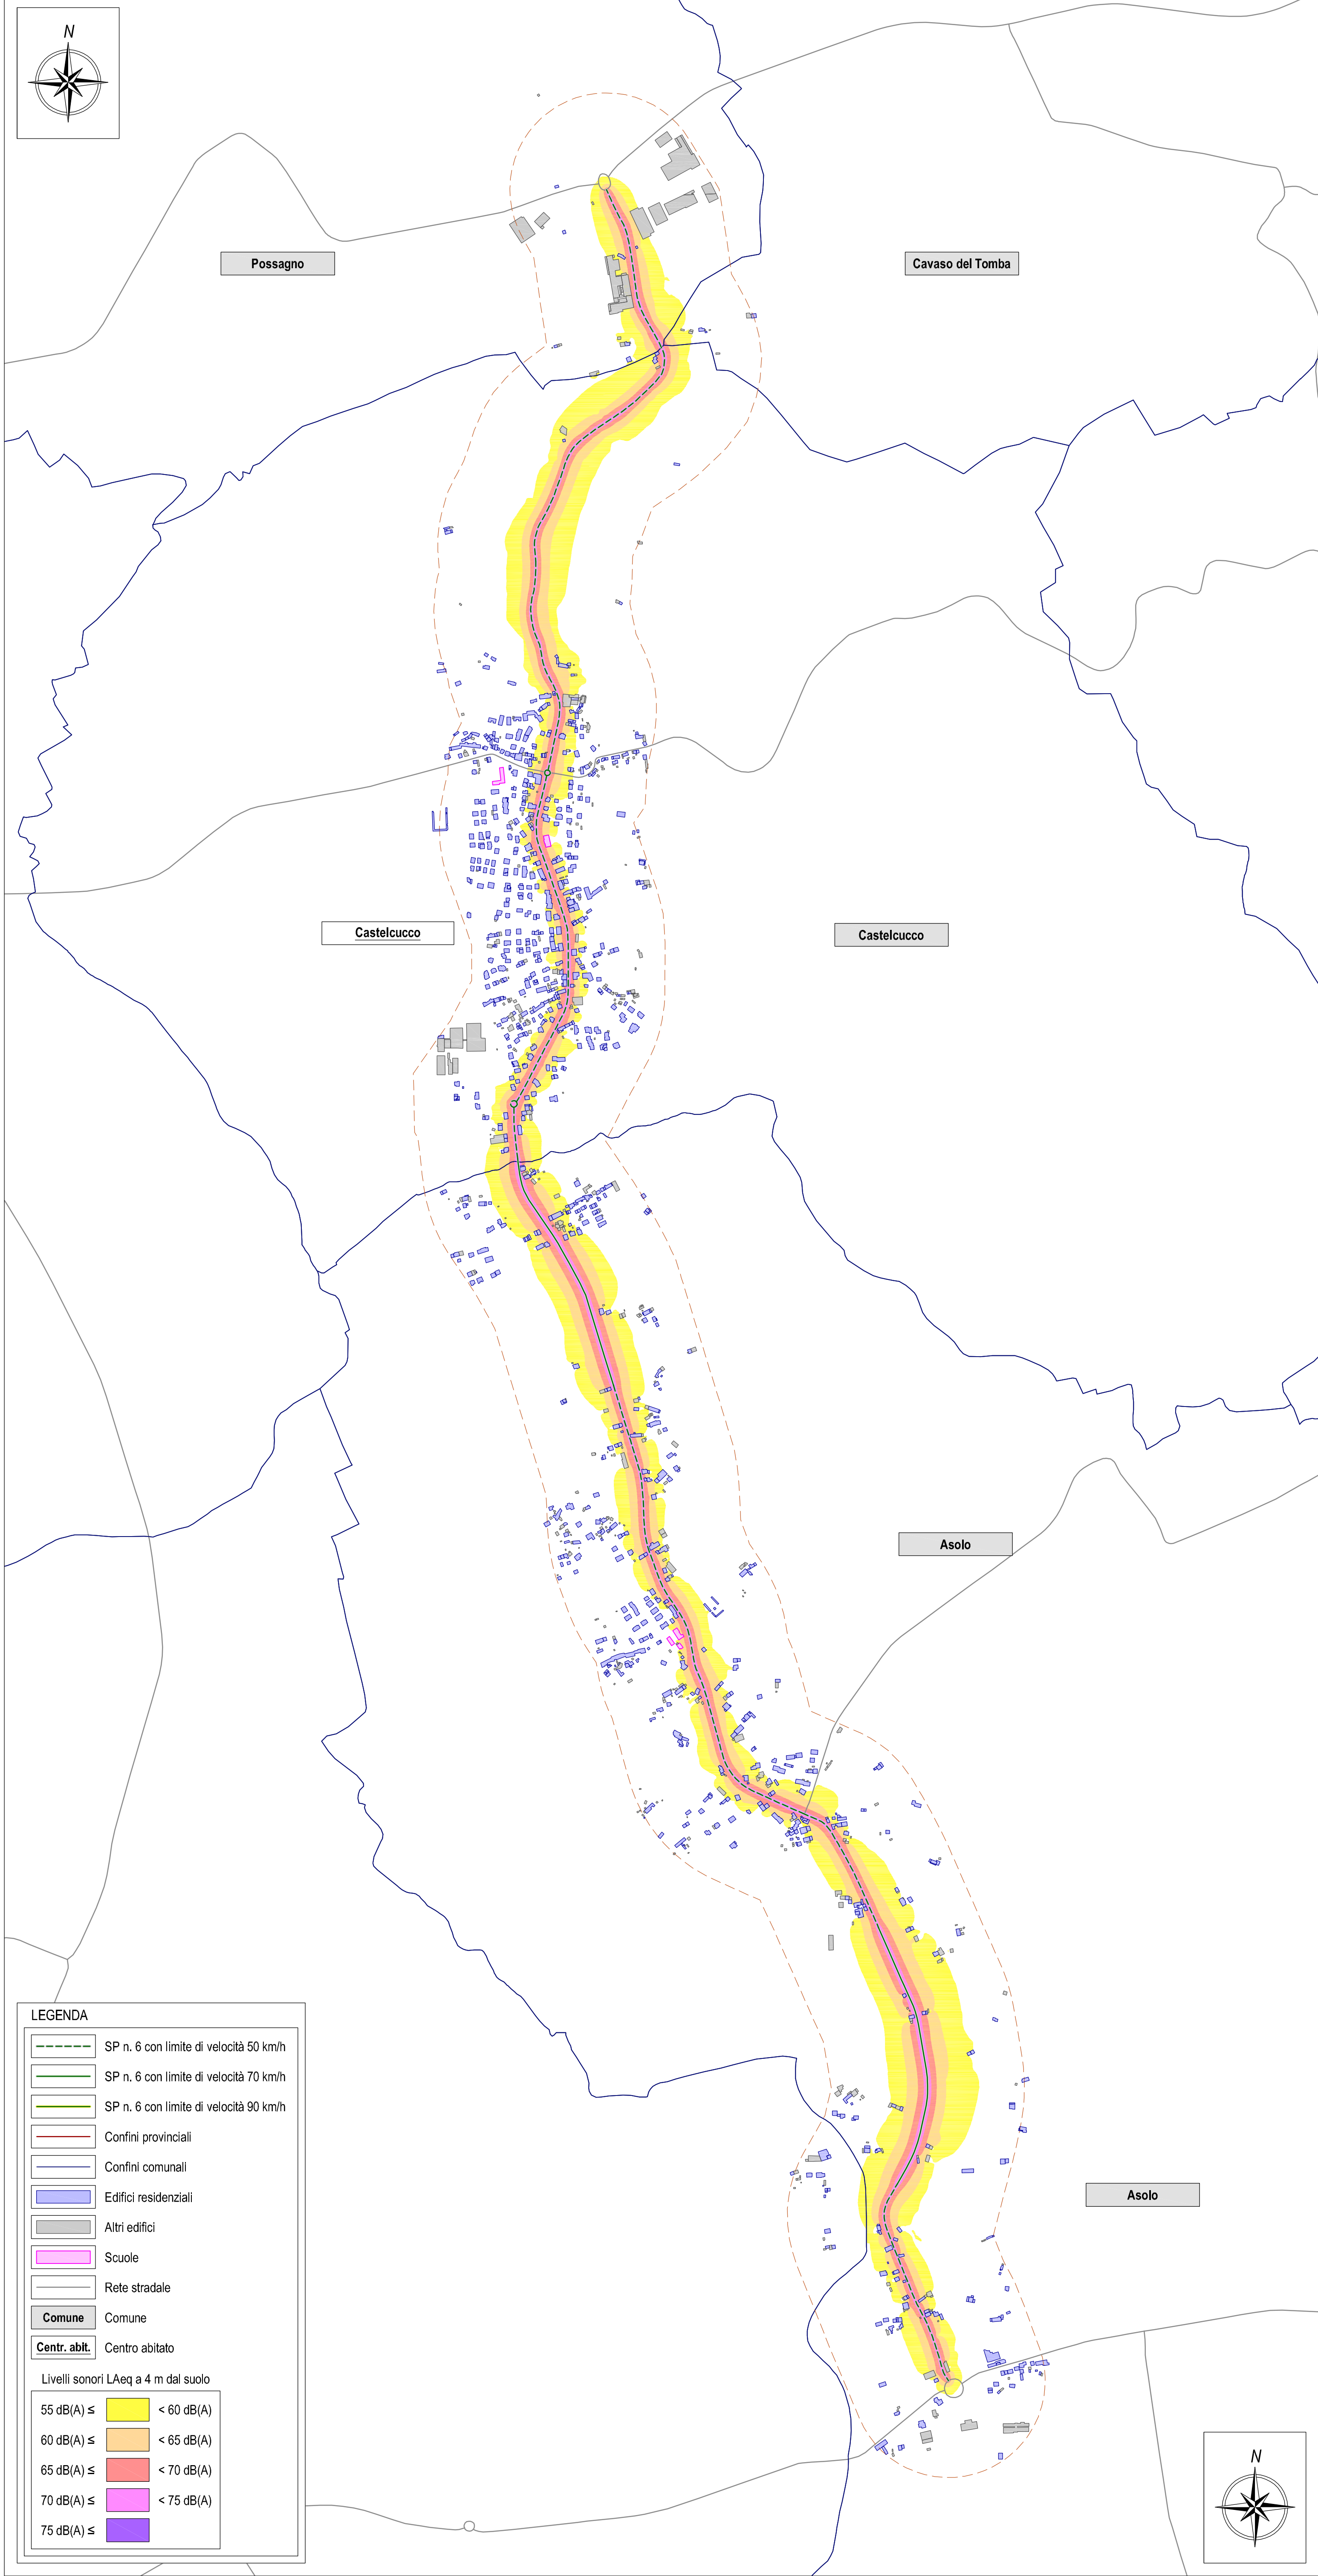 N
Possagno
Cavaso del Tomba
Castelcucco
Castelcucco
Asolo
Asolo
LEGENDA
SP n. 6 con limite di velocità 50 km/h
SP n. 6 con limite di velocità 70 km/h
SP n. 6 con limite di velocità 90 km/h
Confini provinciali
Confini comunali
Edifici residenziali
Altri edifici
Scuole
Rete stradale
Comune Comune
Centr. abit. Centro abitato
Livelli sonori LAeq a 4 m dal suolo
55 dB(A) ≤ < 60 dB(A)
60 dB(A) ≤ < 65 dB(A)
65 dB(A) ≤ < 70 dB(A)
70 dB(A) ≤ < 75 dB(A)
75 dB(A) ≤
N